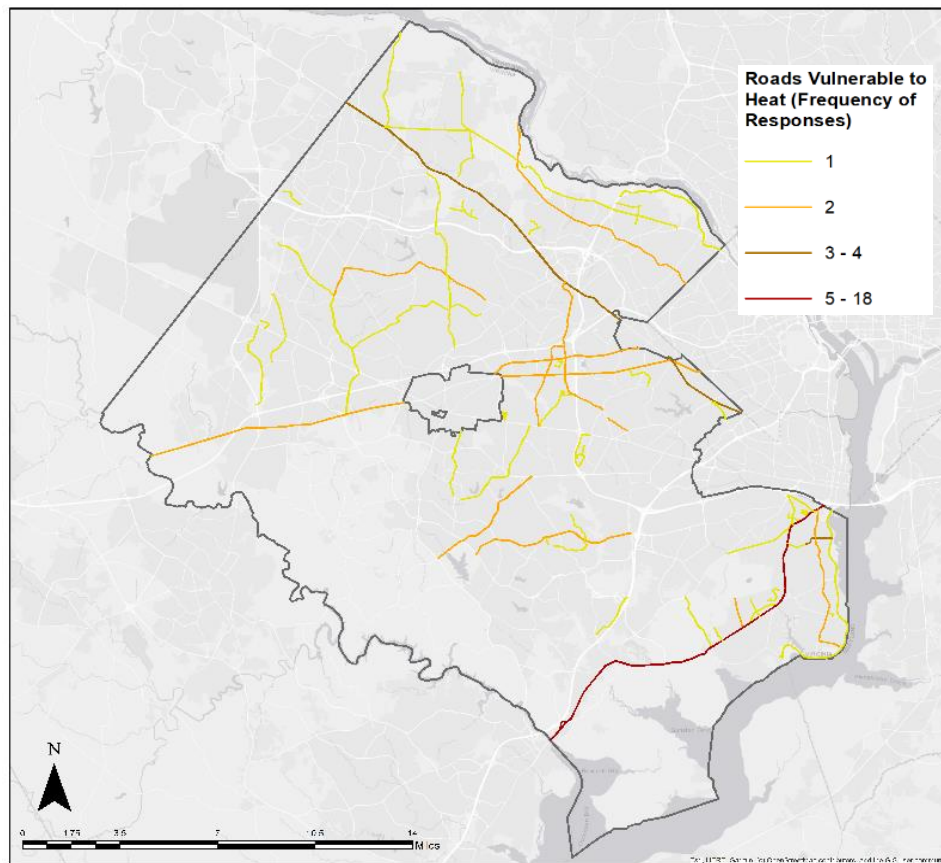 Roads Vulnerable to
Heat (Frequency of
Responses)
1
2
3 - 4
5 - 18
N
0 1.75 3.5 7 10.5 14
Miles